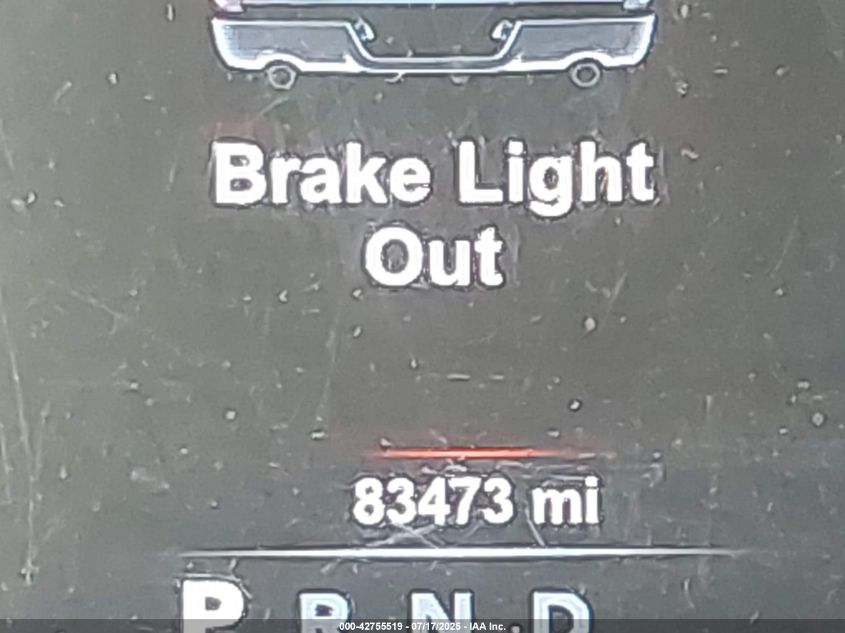 Brake Light
Out
83473 mi
P R N D
000-42755519 - 07/17/2025 - IAA Inc.